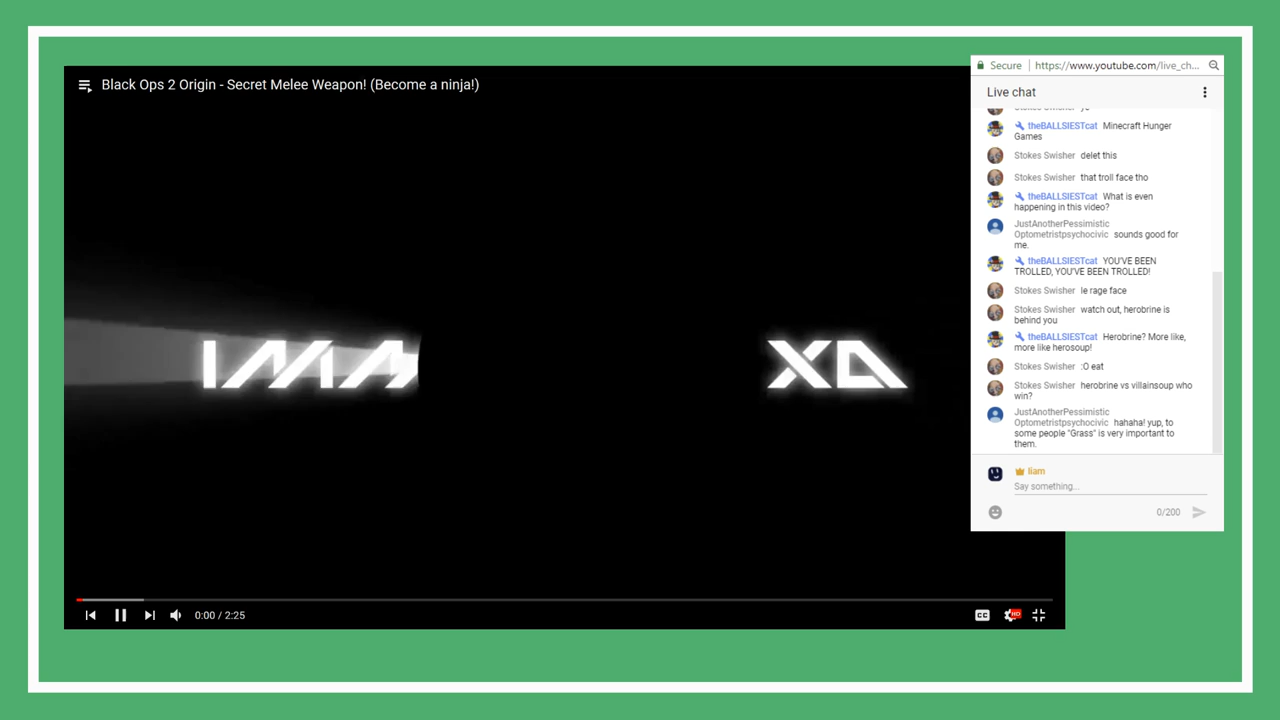 Black Ops 2 Origin - Secret Melee Weapon! (Become a ninja!)
0:00 / 2:25
CC
HD
Secure | https://www.youtube.com/live_ch...
Live chat
theBALLSIESTcat Minecraft Hunger
Games
Stokes Swisher delet this
Stokes Swisher that troll face tho
theBALLSIESTcat What is even
happening in this video?
JustAnotherPessimistic
Optometristpsychocivic sounds good for
me.
theBALLSIESTcat YOU'VE BEEN
TROLLED, YOU'VE BEEN TROLLED!
Stokes Swisher le rage face
Stokes Swisher watch out, herobrine is
behind you
theBALLSIESTcat Herobrine? More like,
more like herosoup!
Stokes Swisher :O eat
Stokes Swisher herobrine vs villainsoup who
win?
JustAnotherPessimistic
Optometristpsychocivic hahaha! yup, to
some people "Grass" is very important to
them.
liam
Say something...
0/200